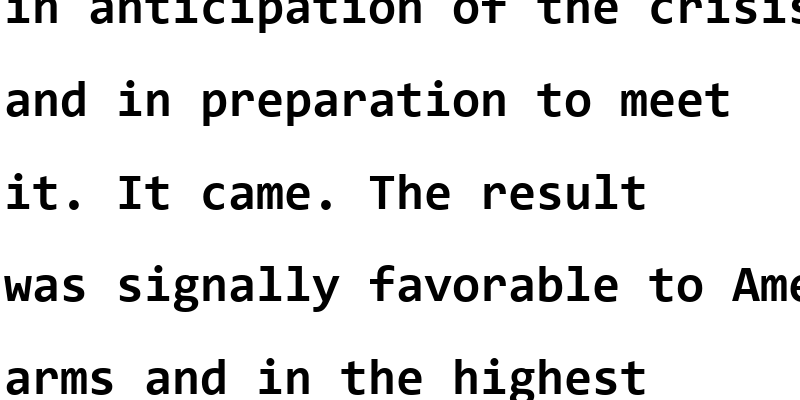 in anticipation of the crisis
and in preparation to meet
it. It came. The result
was signally favorable to
arms and in the highest